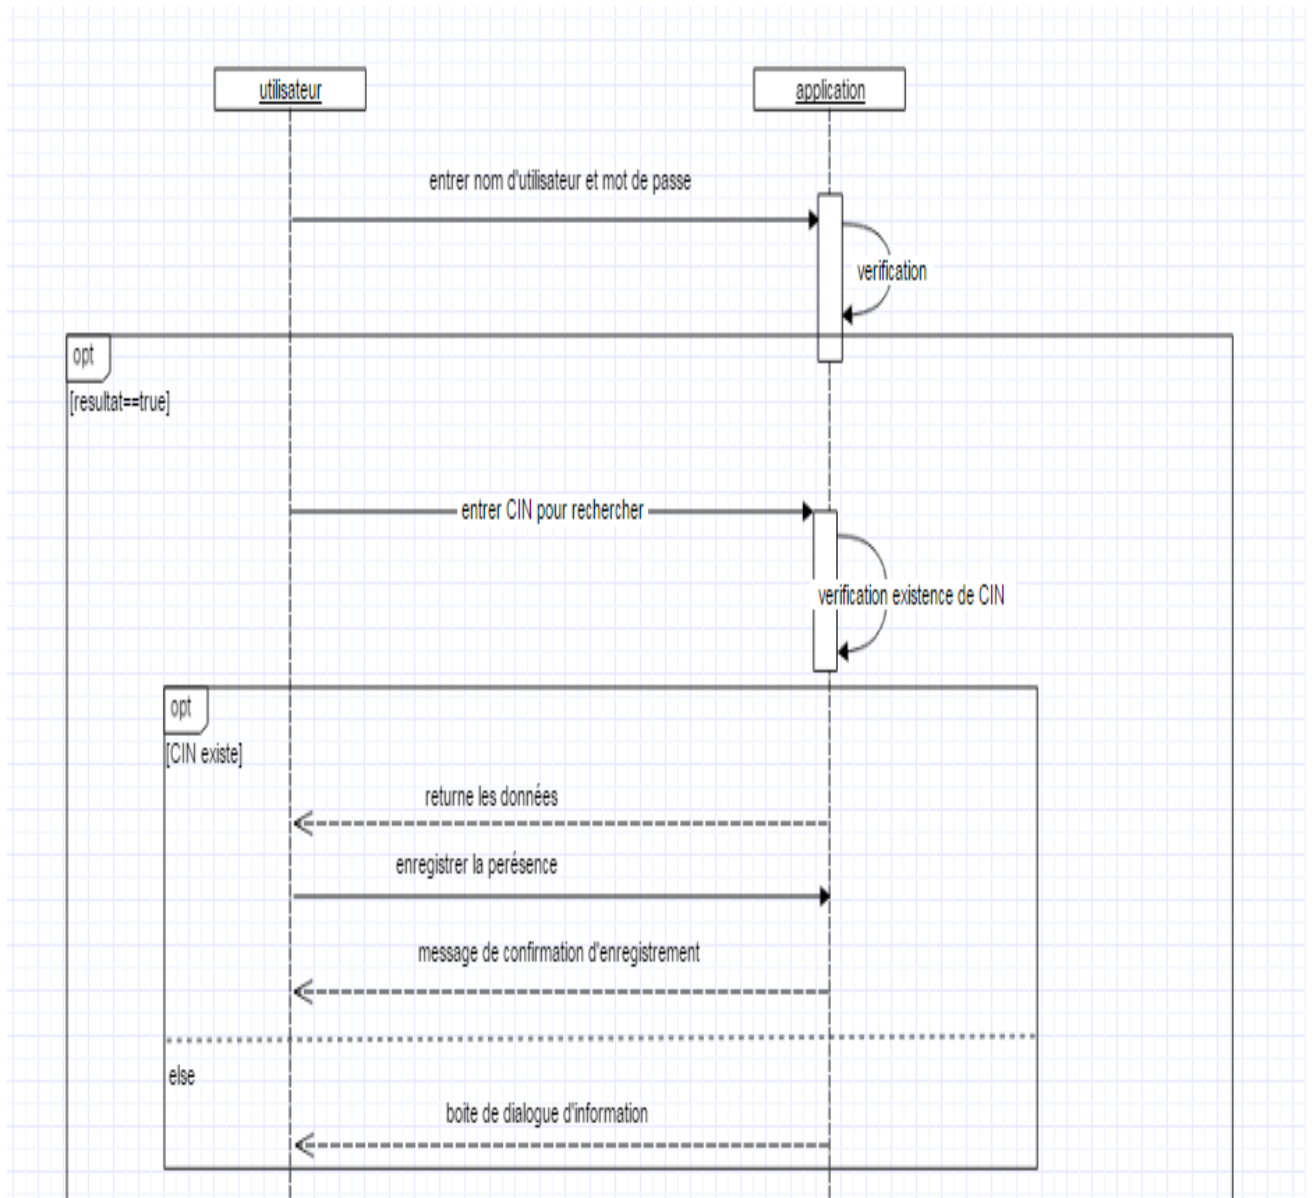 utilisateur
application
entrer nom d'utilisateur et mot de passe
verification
opt
[resultat==true]
entrer CIN pour rechercher
verification existence de CIN
opt
[CIN existe]
returne les données
enregistrer la perésence
message de confirmation d'enregistrement
else
boite de dialogue d'information